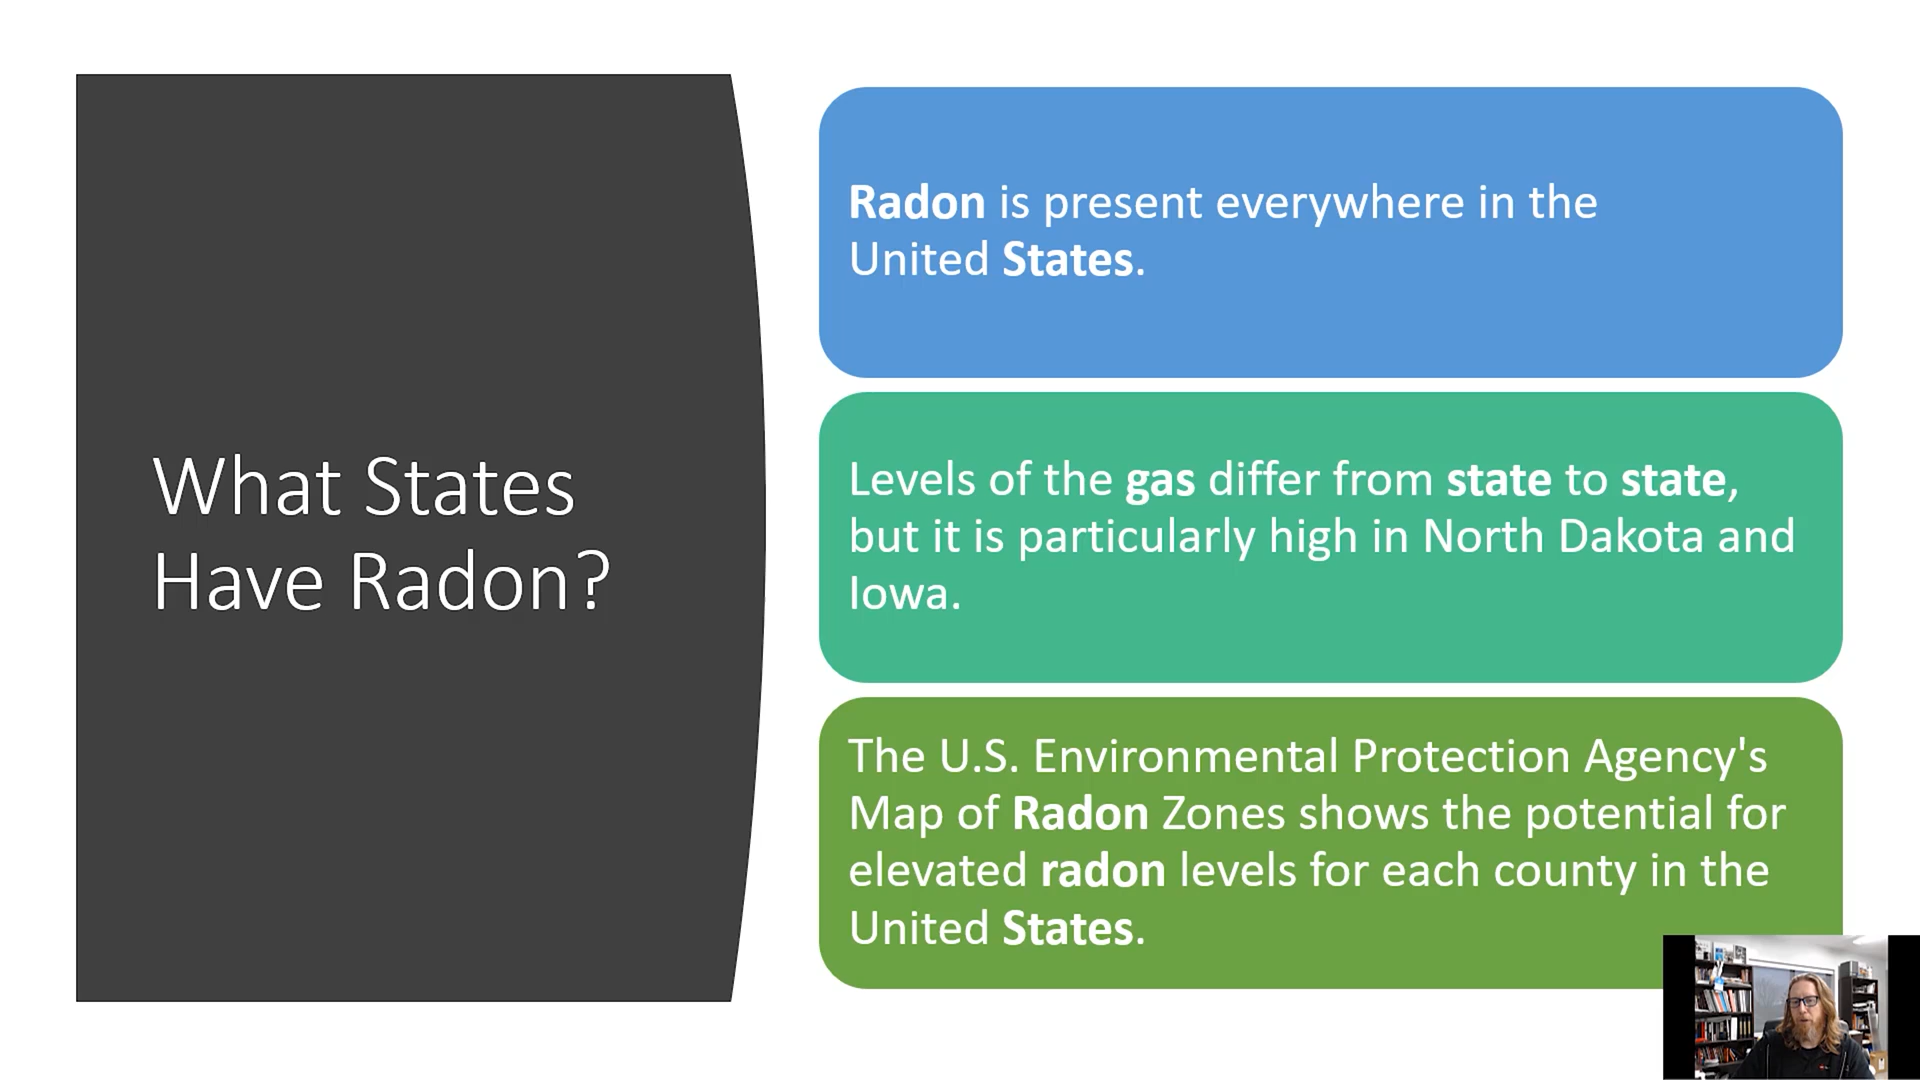 What States
Have Radon?
Radon is present everywhere in the
United States.
Levels of the gas differ from state to state,
but it is particularly high in North Dakota and
Iowa.
The U.S. Environmental Protection Agency's
Map of Radon Zones shows the potential for
elevated radon levels for each county in the
United States.